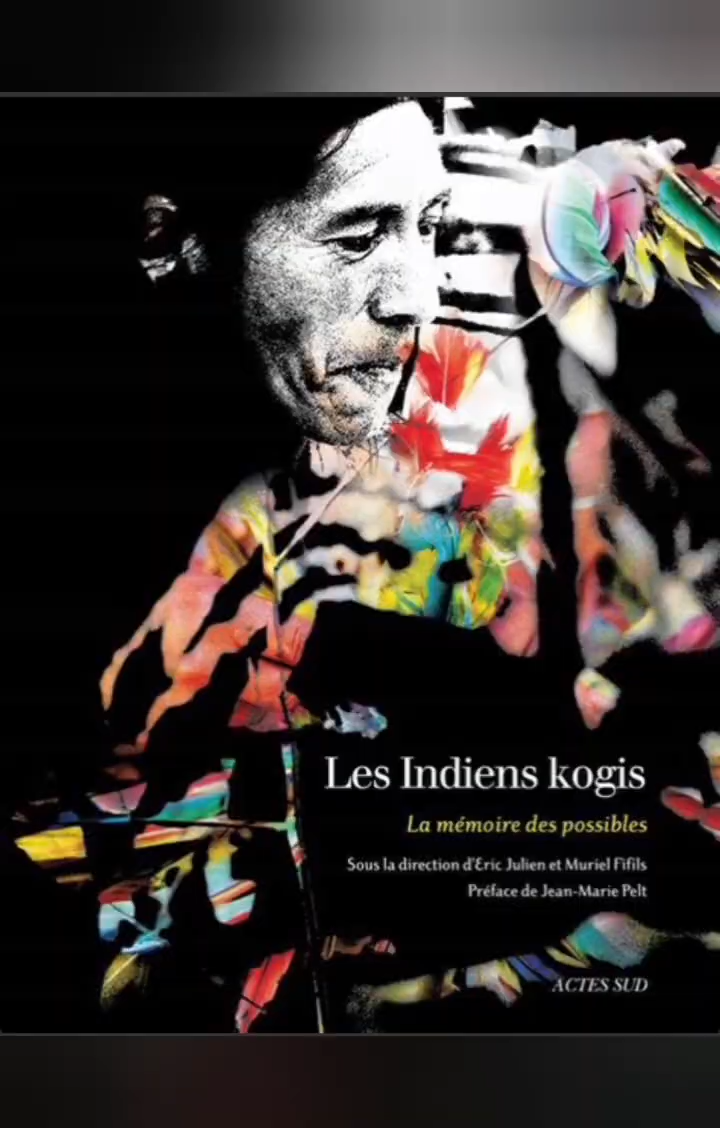 Les Indiens kogis
La mémoire des possibles
Sous la direction d'Eric Julien et Muriel Fifils
Préface de Jean-Marie Pelt
ACTES SUD